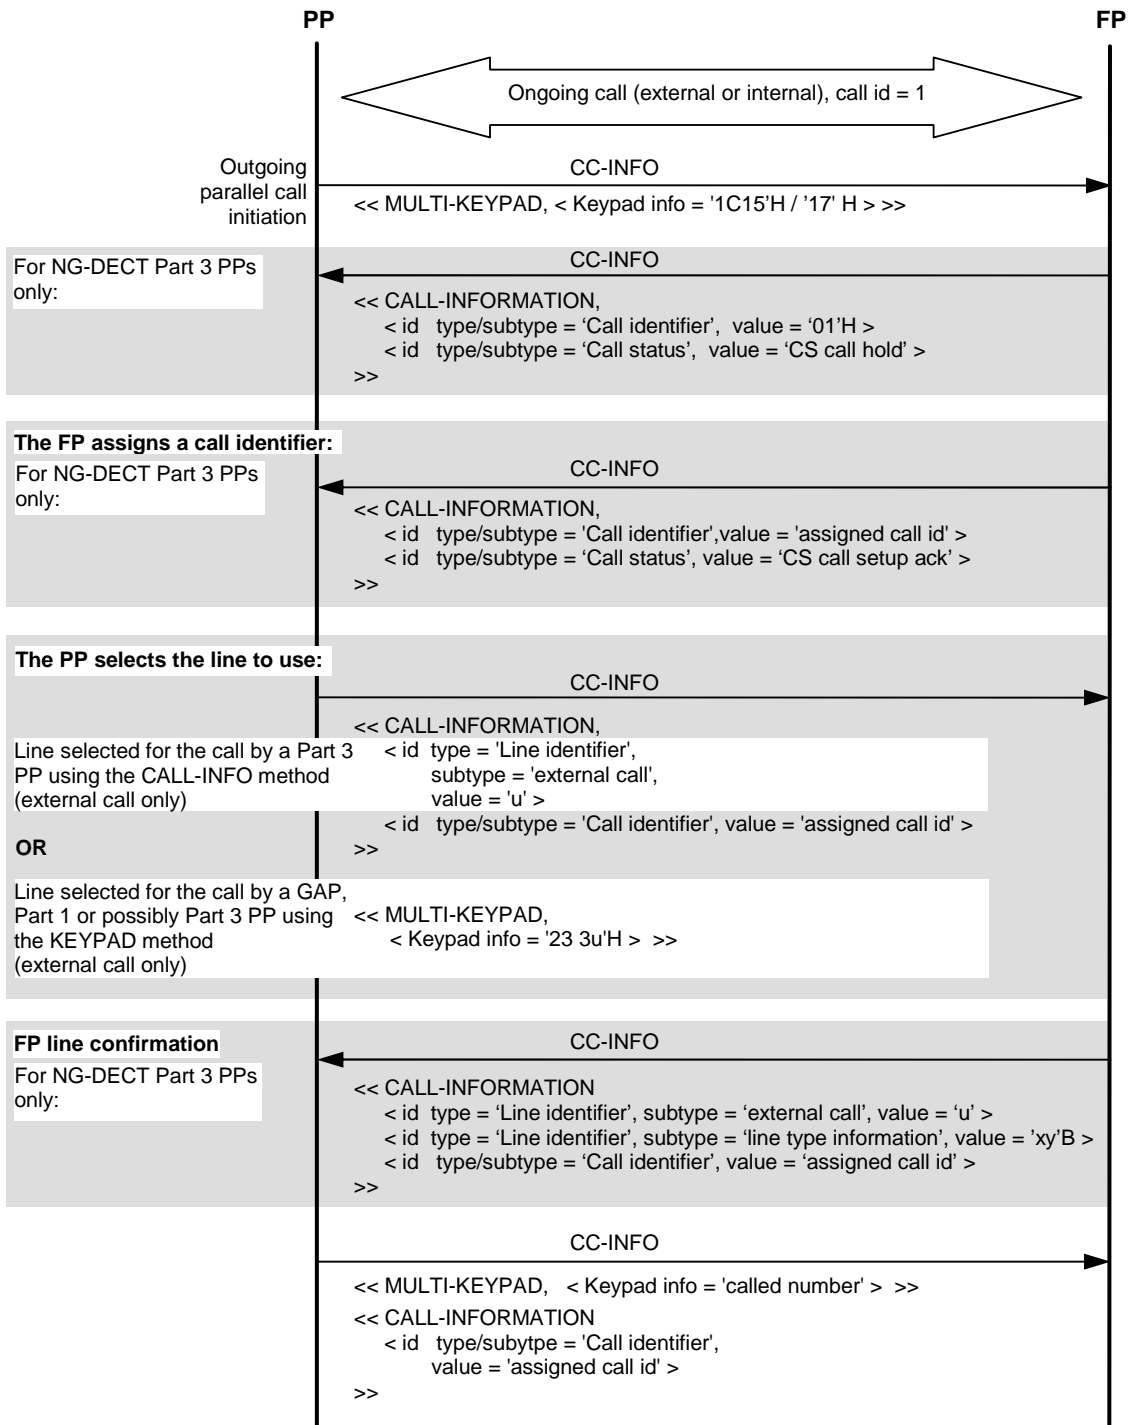 PP
FP
Ongoing call (external or internal), call id = 1
Outgoing
parallel call
initiation
CC-INFO
<< MULTI-KEYPAD, < Keypad info = '1C15'H / '17' H > >>
For NG-DECT Part 3 PPs
only:
CC-INFO
<< CALL-INFORMATION,
< id type/subtype = ‘Call identifier’, value = ‘01’H >
< id type/subtype = ‘Call status’, value = ‘CS call hold’ >
>>
The FP assigns a call identifier:
For NG-DECT Part 3 PPs
only:
CC-INFO
<< CALL-INFORMATION,
< id type/subtype = 'Call identifier',value = 'assigned call id' >
< id type/subtype = ‘Call status’, value = ‘CS call setup ack’ >
>>
The PP selects the line to use:
CC-INFO
<< CALL-INFORMATION,
Line selected for the call by a Part 3
PP using the CALL-INFO method
(external call only)
< id type = 'Line identifier',
subtype = 'external call',
value = 'u' >
< id type/subtype = 'Call identifier', value = 'assigned call id' >
>>
OR
Line selected for the call by a GAP,
Part 1 or possibly Part 3 PP using
the KEYPAD method
(external call only)
<< MULTI-KEYPAD,
< Keypad info = '23 3u'H > >>
FP line confirmation
For NG-DECT Part 3 PPs
only:
CC-INFO
<< CALL-INFORMATION
< id type = ‘Line identifier’, subtype = ‘external call’, value = ‘u’ >
< id type = ‘Line identifier’, subtype = ‘line type information’, value = ’xy’B >
< id type/subtype = ‘Call identifier’, value = ‘assigned call id’ >
>>
CC-INFO
<< MULTI-KEYPAD, < Keypad info = 'called number' > >>
<< CALL-INFORMATION
< id type/subytpe = 'Call identifier',
value = 'assigned call id' >
>>